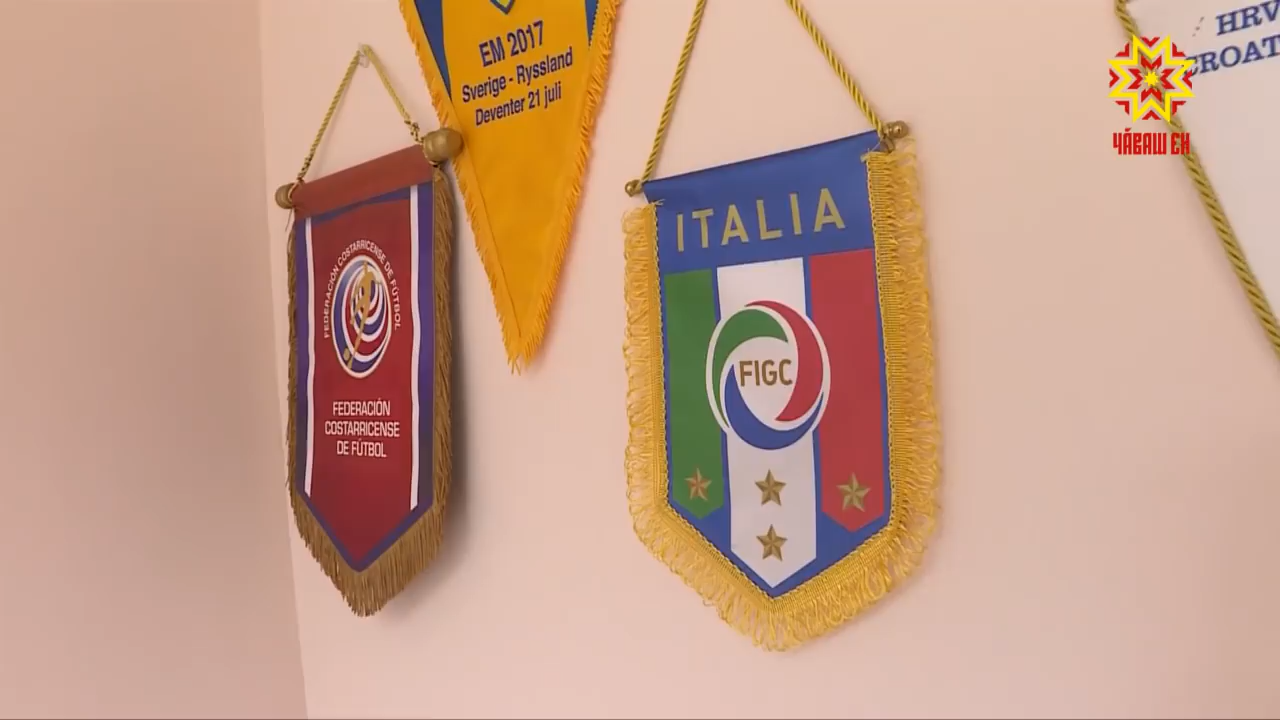 EM 2017
Sverige - Ryssland
Deventer 21 juli
FEDERACIÓN COSTARRICENSE DE FÚTBOL
FEDERACIÓN
COSTARRICENSE
DE FÚTBOL
ITALIA
FIGC
HRV
CROAT
ЧӐВАШ ЕН